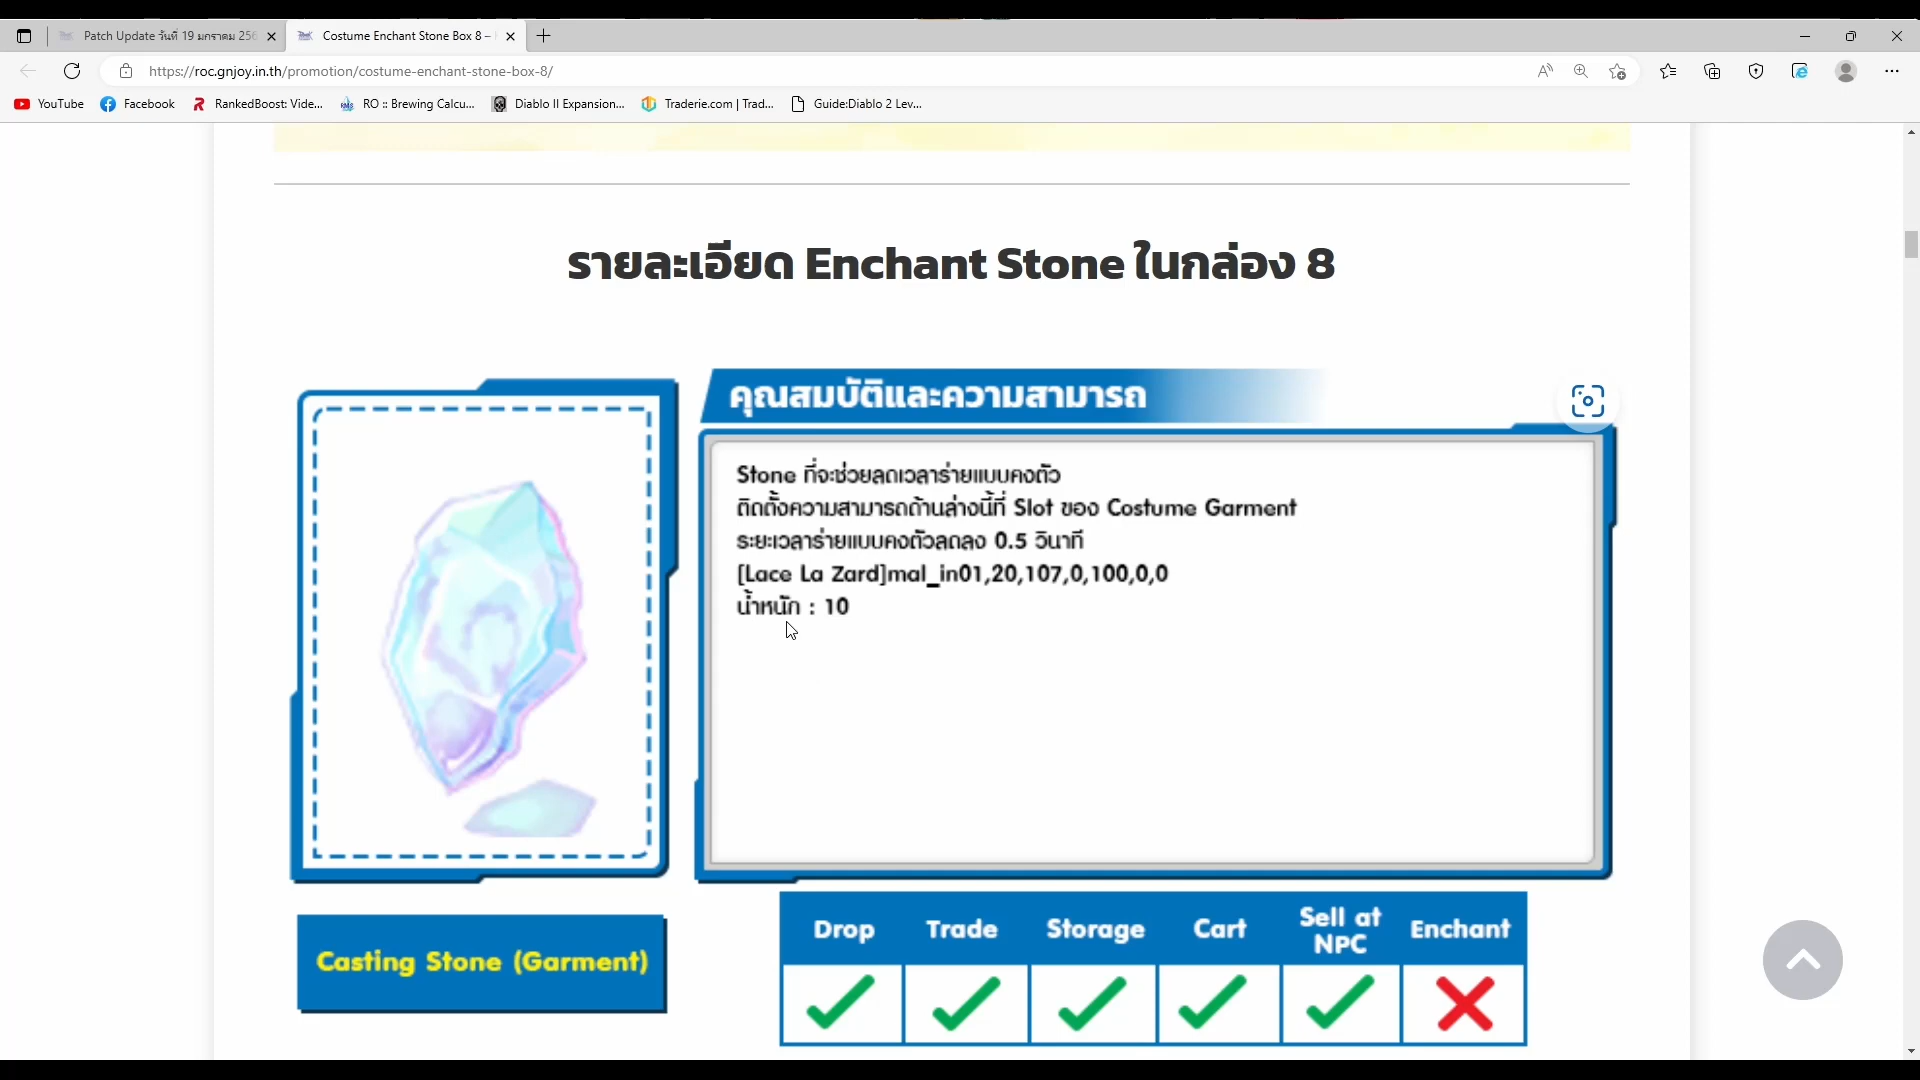 Patch Update วันที่ 19 มกราคม 256
Costume Enchant Stone Box 8 –
https://roc.gnjoy.in.th/promotion/costume-enchant-stone-box-8/
YouTube
Facebook
RankedBoost: Vide...
RO :: Brewing Calcu...
Diablo II Expansion...
Traderie.com | Trad...
Guide:Diablo 2 Lev...
รายละเอียด Enchant Stone ในกล่อง 8
คุณสมบัติและความสามารถ
Stone ที่จะช่วยลดเวลาร่ายแบบคงตัว
ติดตั้งความสามารถด้านล่างนี้ที่ Slot ของ Costume Garment
ระยะเวลาร่ายแบบคงตัวลดลง 0.5 วินาที
[Lace La Zard]mal_in01,20,107,0,100,0,0
น้ำหนัก : 10
Casting Stone (Garment)
Drop Trade Storage Cart Sell at NPC Enchant